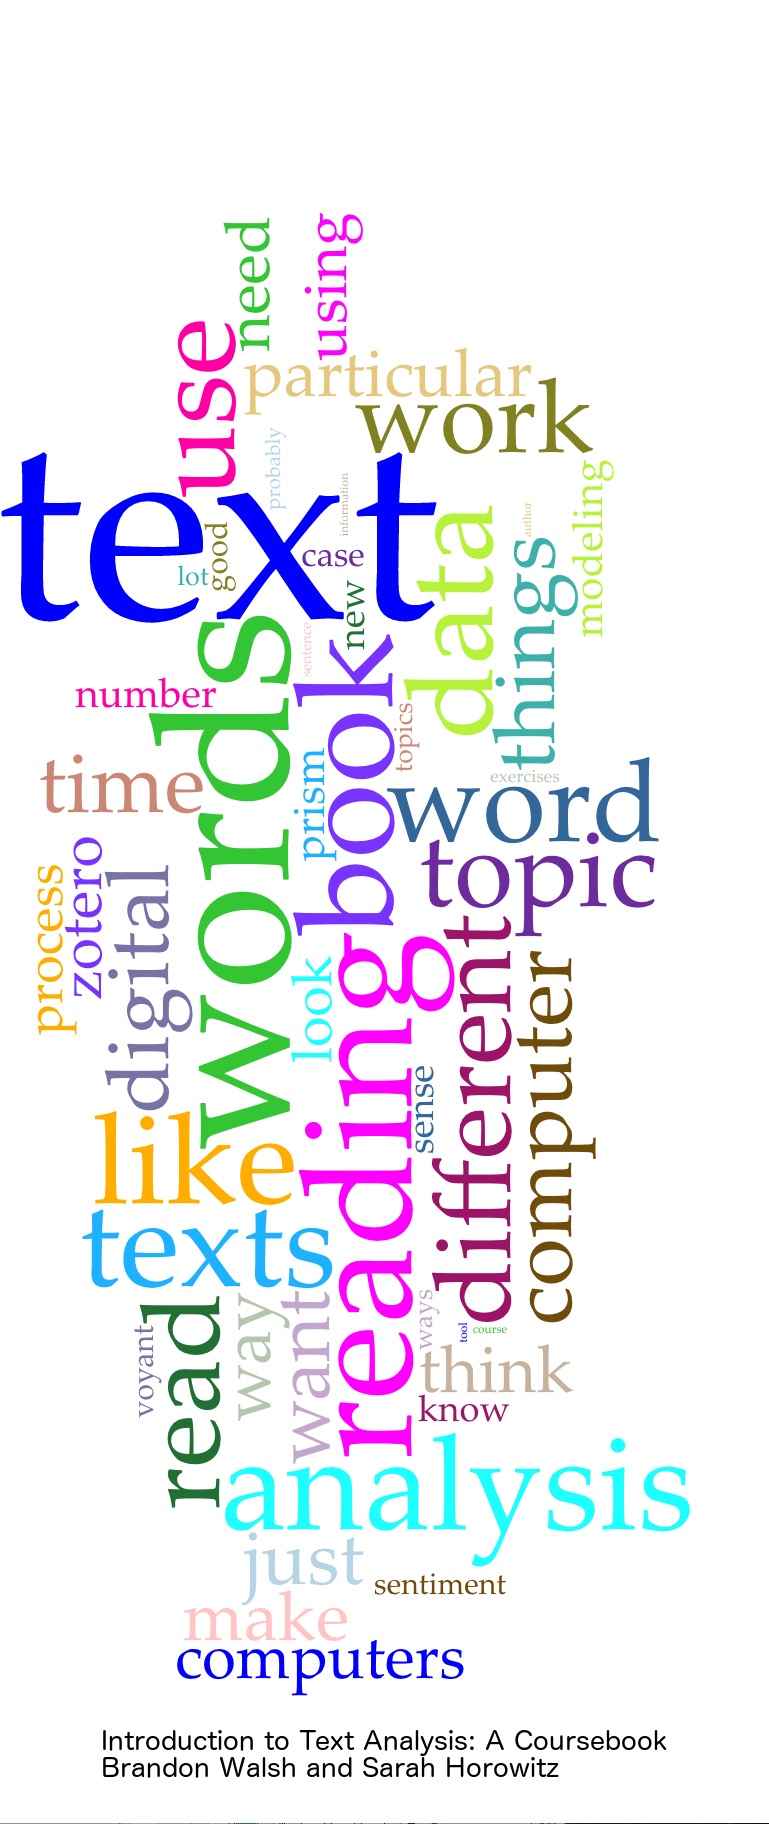 need
using
use
particular
work
probably
text
information
modeling
author
good
case
lot
data
things
new
words
sentence
book
number
topics
prism
time
exercises
word
topic
process
zotero
digital
look
reading
different
computer
sense
like
texts
read
voyant
way
want
ways
tool
course
think
know
analysis
just
sentiment
make
computers
Introduction to Text Analysis: A Coursebook
Brandon Walsh and Sarah Horowitz